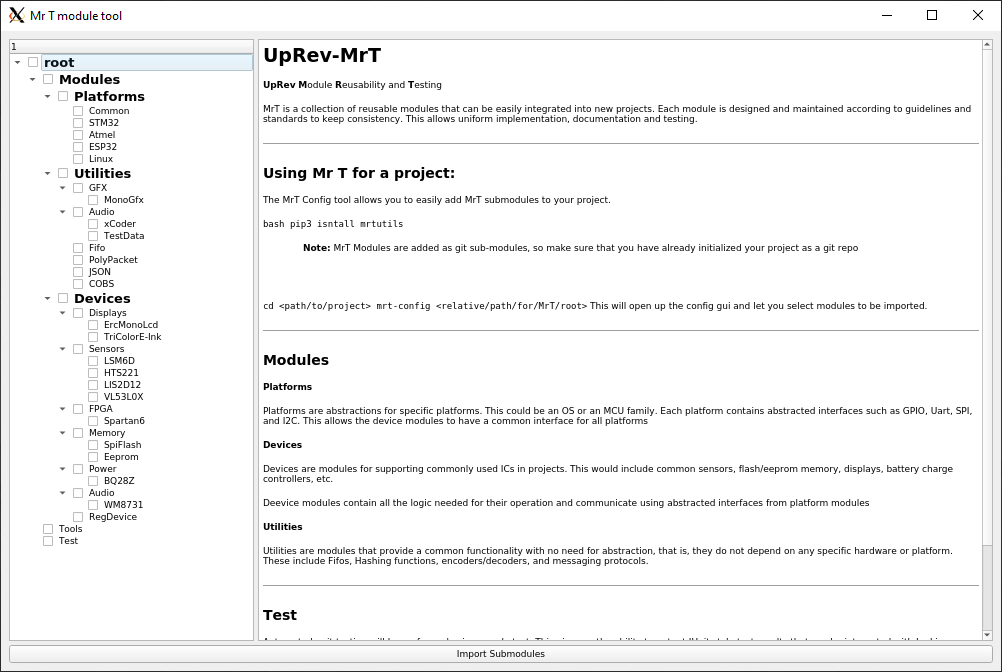 Mr T module tool
1
root
Modules
Platforms
Common
STM32
Atmel
ESP32
Linux
Utilities
GFX
MonoGfx
Audio
xCoder
TestData
Fifo
PolyPacket
JSON
COBS
Devices
Displays
ErcMonoLcd
TriColorE-Ink
Sensors
LSM6D
HTS221
LIS2D12
VL53L0X
FPGA
Spartan6
Memory
SpiFlash
Eeprom
Power
BQ28Z
Audio
WM8731
RegDevice
Tools
Test
UpRev-MrT
UpRev Module Reusability and Testing
MrT is a collection of reusable modules that can be easily integrated into new projects. Each module is designed and maintained according to guidelines and
standards to keep consistency. This allows uniform implementation, documentation and testing.
Using Mr T for a project:
The MrT Config tool allows you to easily add MrT submodules to your project.
bash pip3 isntall mrtutils
Note: MrT Modules are added as git sub-modules, so make sure that you have already initialized your project as a git repo
cd <path/to/project> mrt-config <relative/path/for/MrT/root> This will open up the config gui and let you select modules to be imported.
Modules
Platforms
Platforms are abstractions for specific platforms. This could be an OS or an MCU family. Each platform contains abstracted interfaces such as GPIO, Uart, SPI,
and I2C. This allows the device modules to have a common interface for all platforms
Devices
Devices are modules for supporting commonly used ICs in projects. This would include common sensors, flash/eeprom memory, displays, battery charge
controllers, etc.
Deevice modules contain all the logic needed for their operation and communicate using abstracted interfaces from platform modules
Utilities
Utilities are modules that provide a common functionality with no need for abstraction, that is, they do not depend on any specific hardware or platform.
These include Fifos, Hashing functions, encoders/decoders, and messaging protocols.
Test
Import Submodules